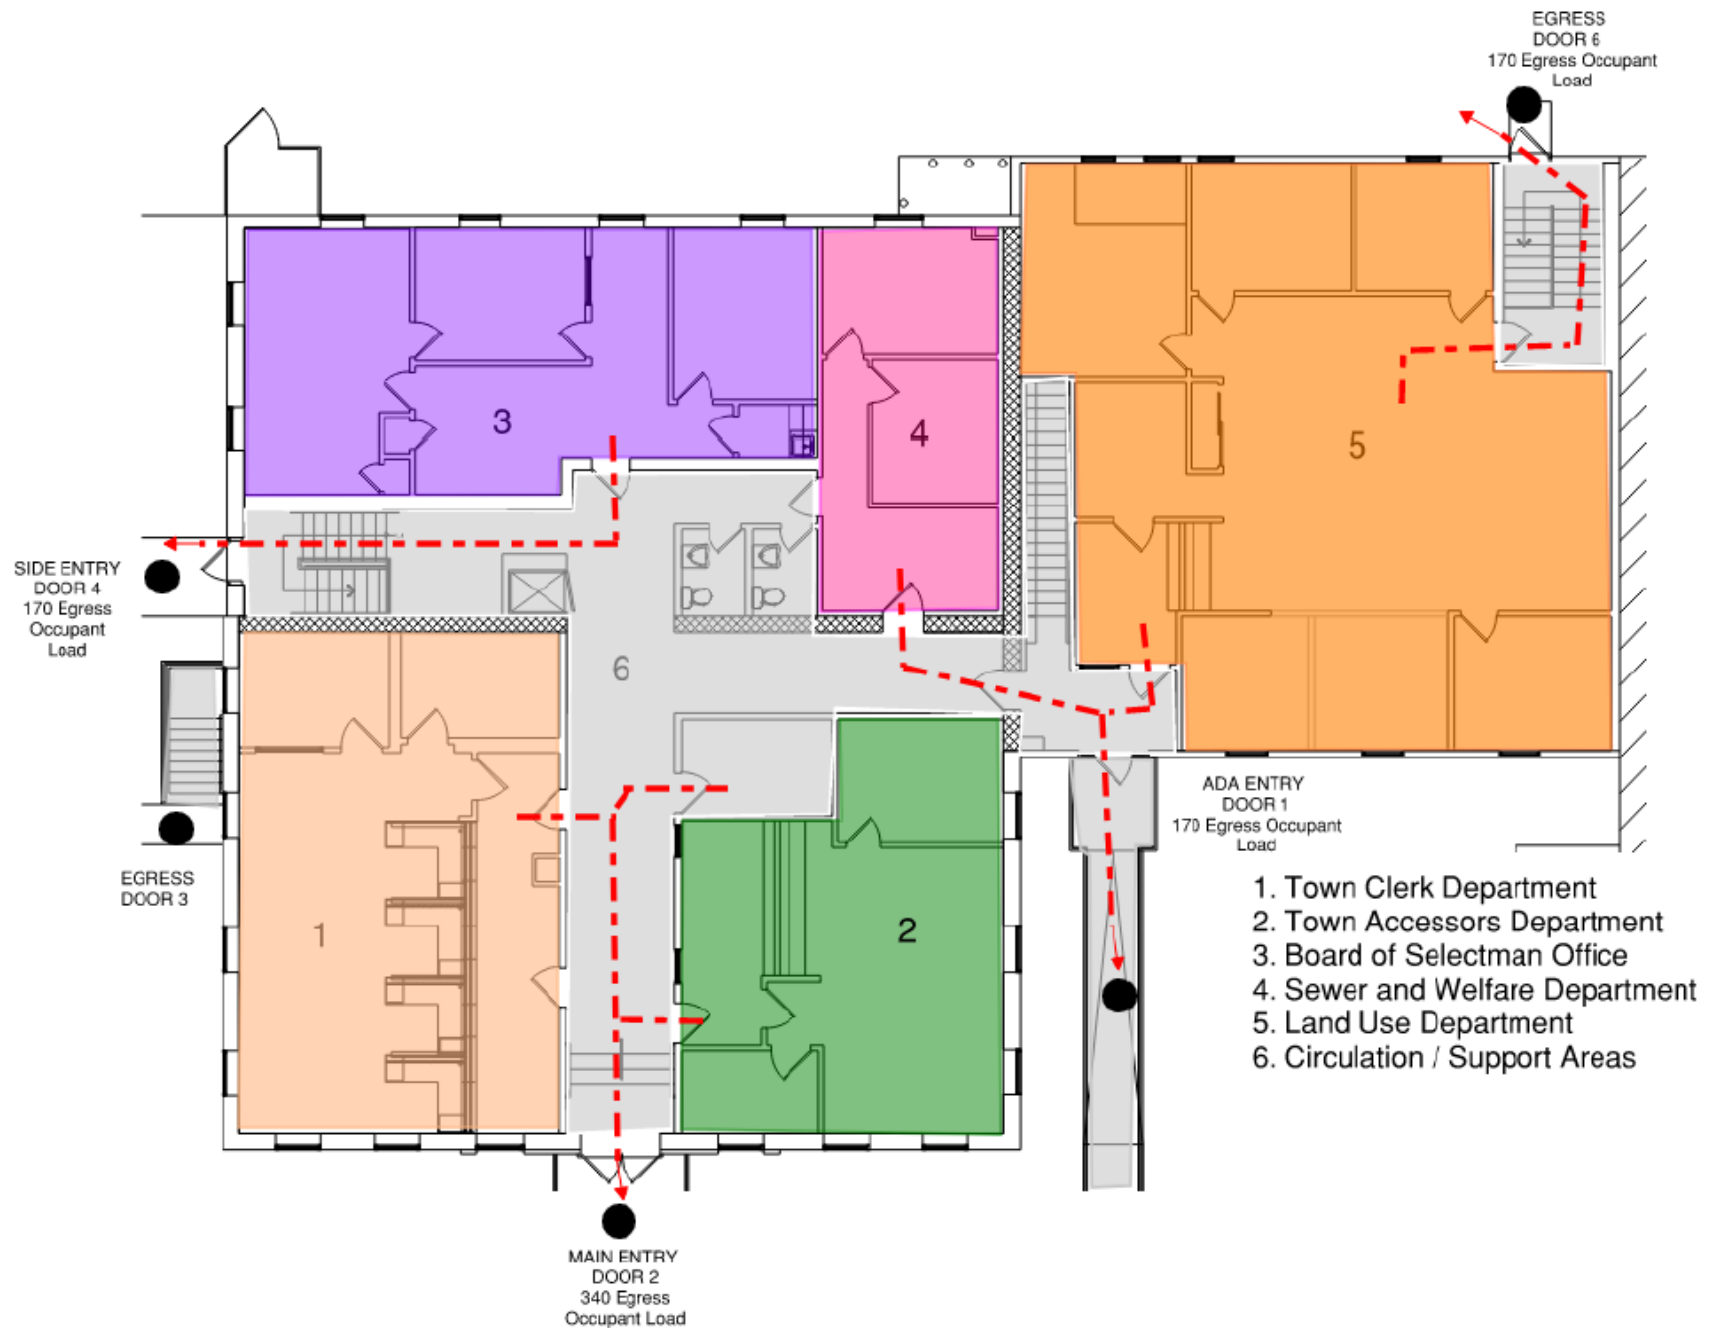 EGRESS
DOOR 6
170 Egress Occupant
Load
3
4
5
SIDE ENTRY
DOOR 4
170 Egress
Occupant
Load
6
ADA ENTRY
DOOR 1
170 Egress Occupant
Load
EGRESS
DOOR 3
1
2
1. Town Clerk Department
2. Town Accessors Department
3. Board of Selectman Office
4. Sewer and Welfare Department
5. Land Use Department
6. Circulation / Support Areas
MAIN ENTRY
DOOR 2
340 Egress
Occupant Load